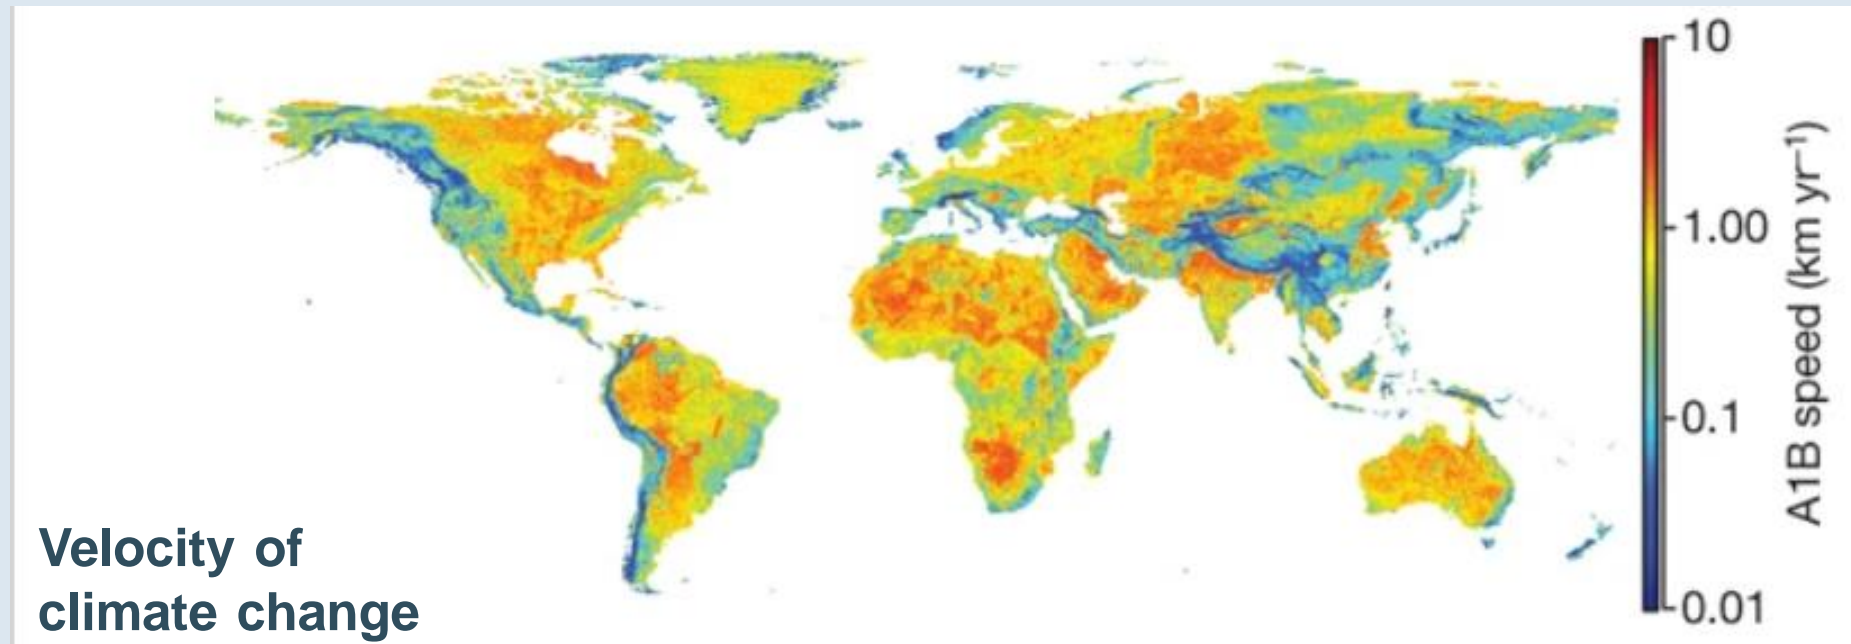 10
1.00
0.1
0.01
A1B speed (km yr⁻¹)
Velocity of
climate change